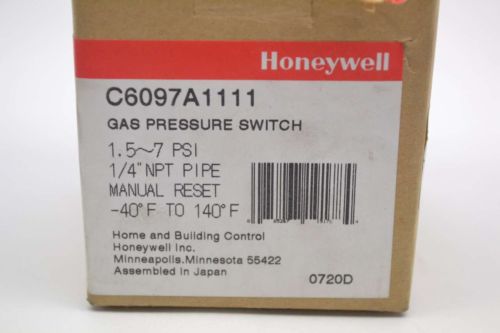 Honeywell
C6097A1111
GAS PRESSURE SWITCH
1.5~7 PSI
1/4" NPT PIPE
MANUAL RESET
-40°F TO 140°F
Home and Building Control
Honeywell Inc.
Minneapolis.Minnesota 55422
Assembled in Japan
0720D